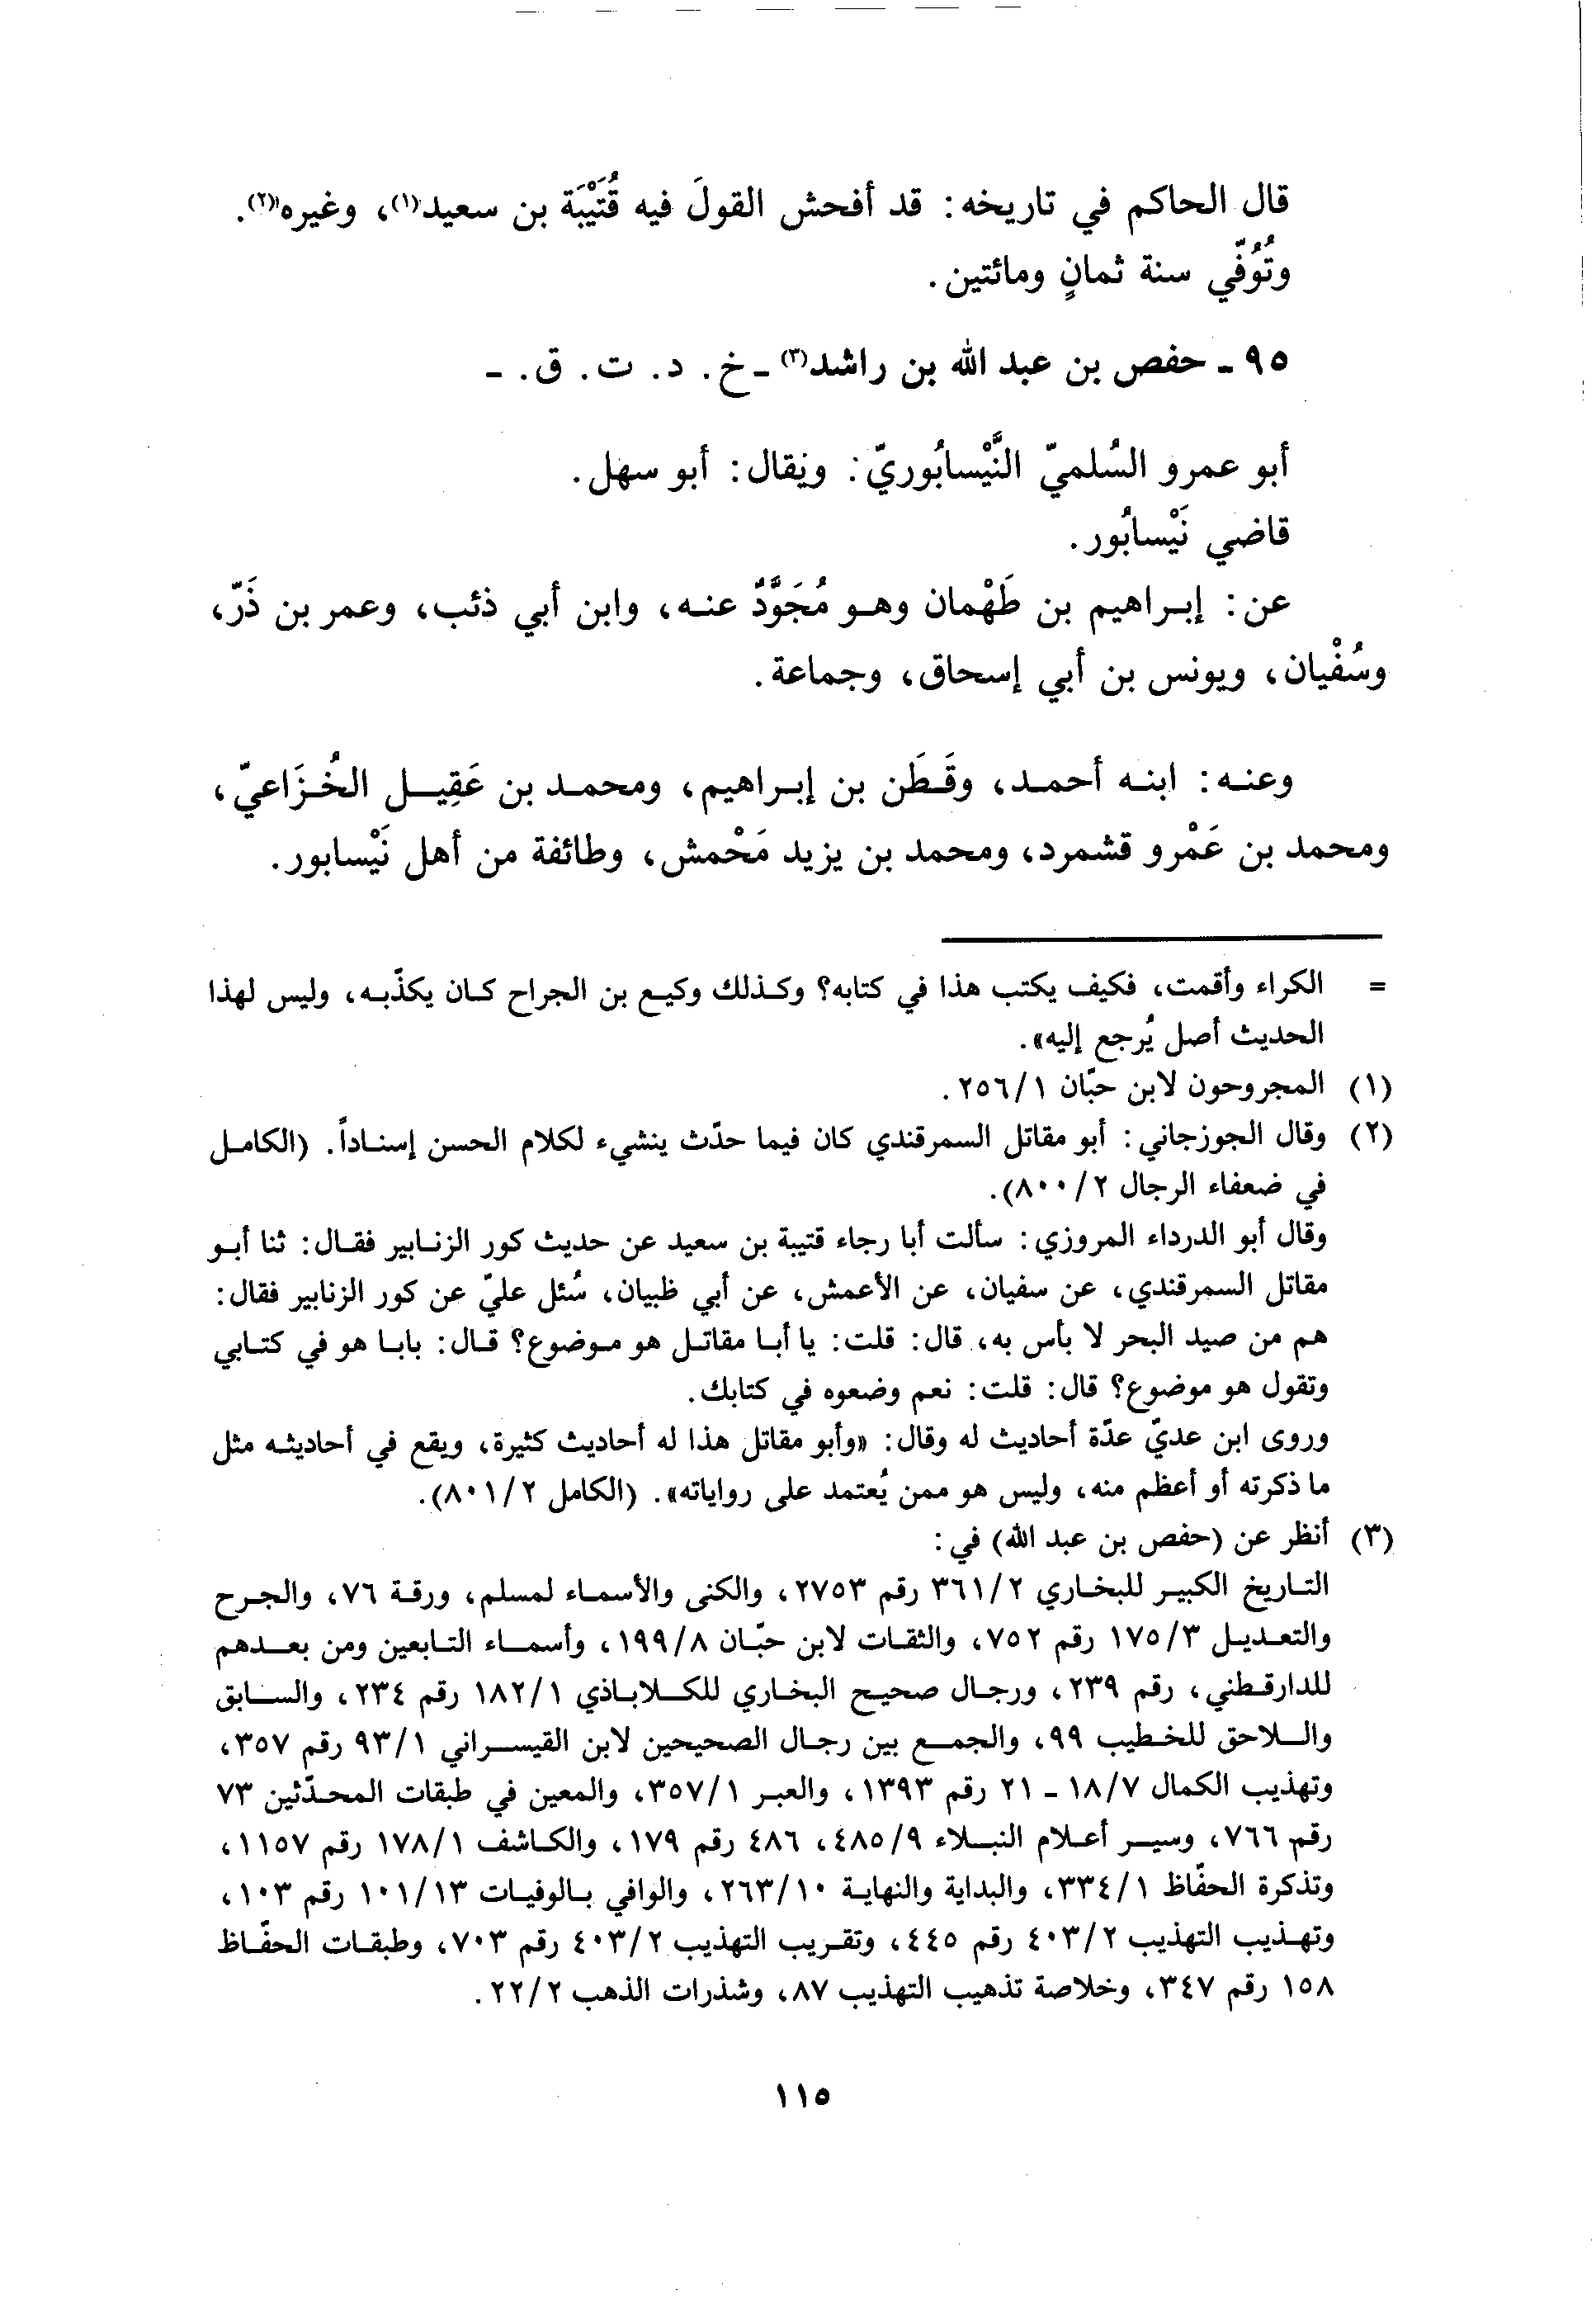 قال الحاكم في تاريخه: قد أفحش القولَ فيه قُتَيْبَة بن سعيد(١)، وغيره(٢).
وتُوُفّي سنة ثمانٍ ومائتين.
٩٥ ـ حفص بن عبد الله بن راشد(٣) ـ خ. د. ت. ق. ـ
أبو عمرو السُلميّ النَّيْسابُوريّ: ويقال: أبو سهل.
قاضي نَيْسابُور.
عن: إبراهيم بن طَهْمان وهو مُجَوَّدٌ عنه، وابن أبي ذئب، وعمر بن ذَرّ،
وسُفْيان، ويونس بن أبي إسحاق، وجماعة.
وعنه: ابنه أحمد، وقَطَن بن إبراهيم، ومحمد بن عَقِيل الخُزَاعيّ،
ومحمد بن عَمْرو قشمرد، ومحمد بن يزيد مَحْمش، وطائفة من أهل نَيْسابور.
= الكراء وأقمت، فكيف يكتب هذا في كتابه؟ وكذلك وكيع بن الجراح كان يكذّبه، وليس لهذا
الحديث أصل يُرجع إليه».
(١) المجروحون لابن حبّان ٢٥٦/١.
(٢) وقال الجوزجاني: أبو مقاتل السمرقندي كان فيما حدّث ينشيء لكلام الحسن إسناداً. (الكامل
في ضعفاء الرجال ٨٠٠/٢).
وقال أبو الدرداء المروزي: سألت أبا رجاء قتيبة بن سعيد عن حديث كور الزنابير فقال: ثنا أبو
مقاتل السمرقندي، عن سفيان، عن الأعمش، عن أبي ظبيان، سُئل عليّ عن كور الزنابير فقال:
هم من صيد البحر لا بأس به، قال: قلت: يا أبا مقاتل هو موضوع؟ قال: بابا هو في كتابي
وتقول هو موضوع؟ قال: قلت: نعم وضعوه في كتابك.
وروى ابن عديّ عدّة أحاديث له وقال: «وأبو مقاتل هذا له أحاديث كثيرة، ويقع في أحاديثه مثل
ما ذكرته أو أعظم منه، وليس هو ممن يُعتمد على رواياته». (الكامل ٨٠١/٢).
(٣) أنظر عن (حفص بن عبد الله) في:
التاريخ الكبير للبخاري ٣٦١/٢ رقم ٢٧٥٣، والكنى والأسماء لمسلم، ورقة ٧٦، والجرح
والتعديل ١٧٥/٣ رقم ٧٥٢، والثقات لابن حبّان ١٩٩/٨، وأسماء التابعين ومن بعدهم
للدارقطني، رقم ٢٣٩، ورجال صحيح البخاري للكلاباذي ١٨٢/١ رقم ٢٣٤، والسابق
واللاحق للخطيب ٩٩، والجمع بين رجال الصحيحين لابن القيسراني ٩٣/١ رقم ٣٥٧،
وتهذيب الكمال ١٨/٧ ـ ٢١ رقم ١٣٩٣، والعبر ٣٥٧/١، والمعين في طبقات المحدّثين ٧٣
رقم ٧٦٦، وسير أعلام النبلاء ٤٨٥/٩، ٤٨٦ رقم ١٧٩، والكاشف ١٧٨/١ رقم ١١٥٧،
وتذكرة الحفّاظ ٣٣٤/١، والبداية والنهاية ٢٦٣/١٠، والوافي بالوفيات ١٠١/١٣ رقم ١٠٣،
وتهذيب التهذيب ٤٠٣/٢ رقم ٤٤٥، وتقريب التهذيب ٤٠٣/٢ رقم ٧٠٣، وطبقات الحفّاظ
١٥٨ رقم ٣٤٧، وخلاصة تذهيب التهذيب ٨٧، وشذرات الذهب ٢٢/٢.
١١٥